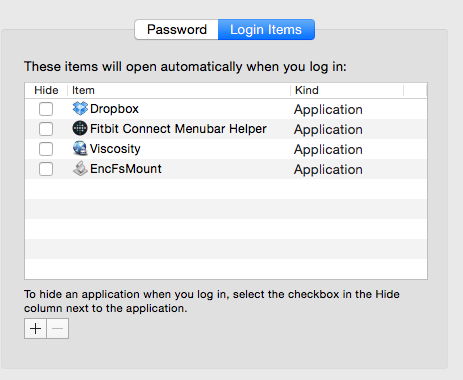 Password Login Items
These items will open automatically when you log in:
Hide Item Kind
Dropbox Application
Fitbit Connect Menubar Helper Application
Viscosity Application
EncFsMount Application
To hide an application when you log in, select the checkbox in the Hide
column next to the application.
+ −